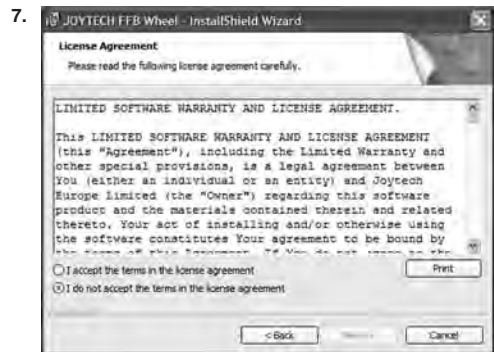 7.
JOYTECH FFB Wheel - InstallShield Wizard
License Agreement
Please read the following license agreement carefully.
LIMITED SOFTWARE WARRANTY AND LICENSE AGREEMENT.
This LIMITED SOFTWARE WARRANTY AND LICENSE AGREEMENT
(this "Agreement"), including the Limited Warranty and
other special provisions, is a legal agreement between
You (either an individual or an entity) and Joytech
Europe Limited (the "Owner") regarding this software
product and the materials contained therein and related
thereto. Your act of installing and/or otherwise using
the software constitutes Your agreement to be bound by
I accept the terms in the license agreement
Print
I do not accept the terms in the license agreement
< Back
Cancel